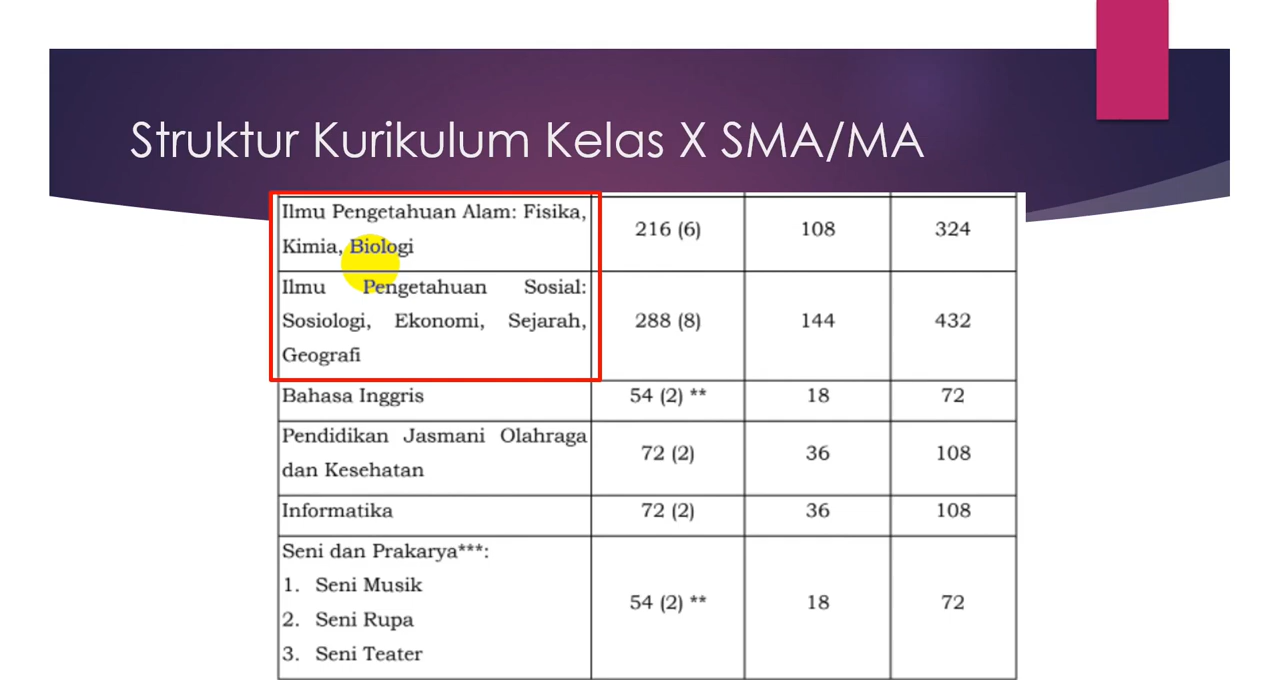 Struktur Kurikulum Kelas X SMA/MA
Ilmu Pengetahuan Alam: Fisika,
Kimia, Biologi
216 (6)
108
324
Ilmu Pengetahuan Sosial:
Sosiologi, Ekonomi, Sejarah,
Geografi
288 (8)
144
432
Bahasa Inggris
54 (2) **
18
72
Pendidikan Jasmani Olahraga
dan Kesehatan
72 (2)
36
108
Informatika
72 (2)
36
108
Seni dan Prakarya***:
1. Seni Musik
2. Seni Rupa
3. Seni Teater
54 (2) **
18
72